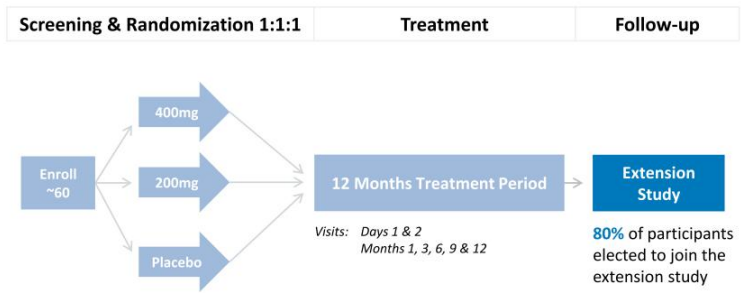 Screening & Randomization 1:1:1
Treatment
Follow-up
400mg
Enroll
~60
200mg
Placebo
12 Months Treatment Period
Visits: Days 1 & 2
Months 1, 3, 6, 9 & 12
Extension
Study
80% of participants
elected to join the
extension study